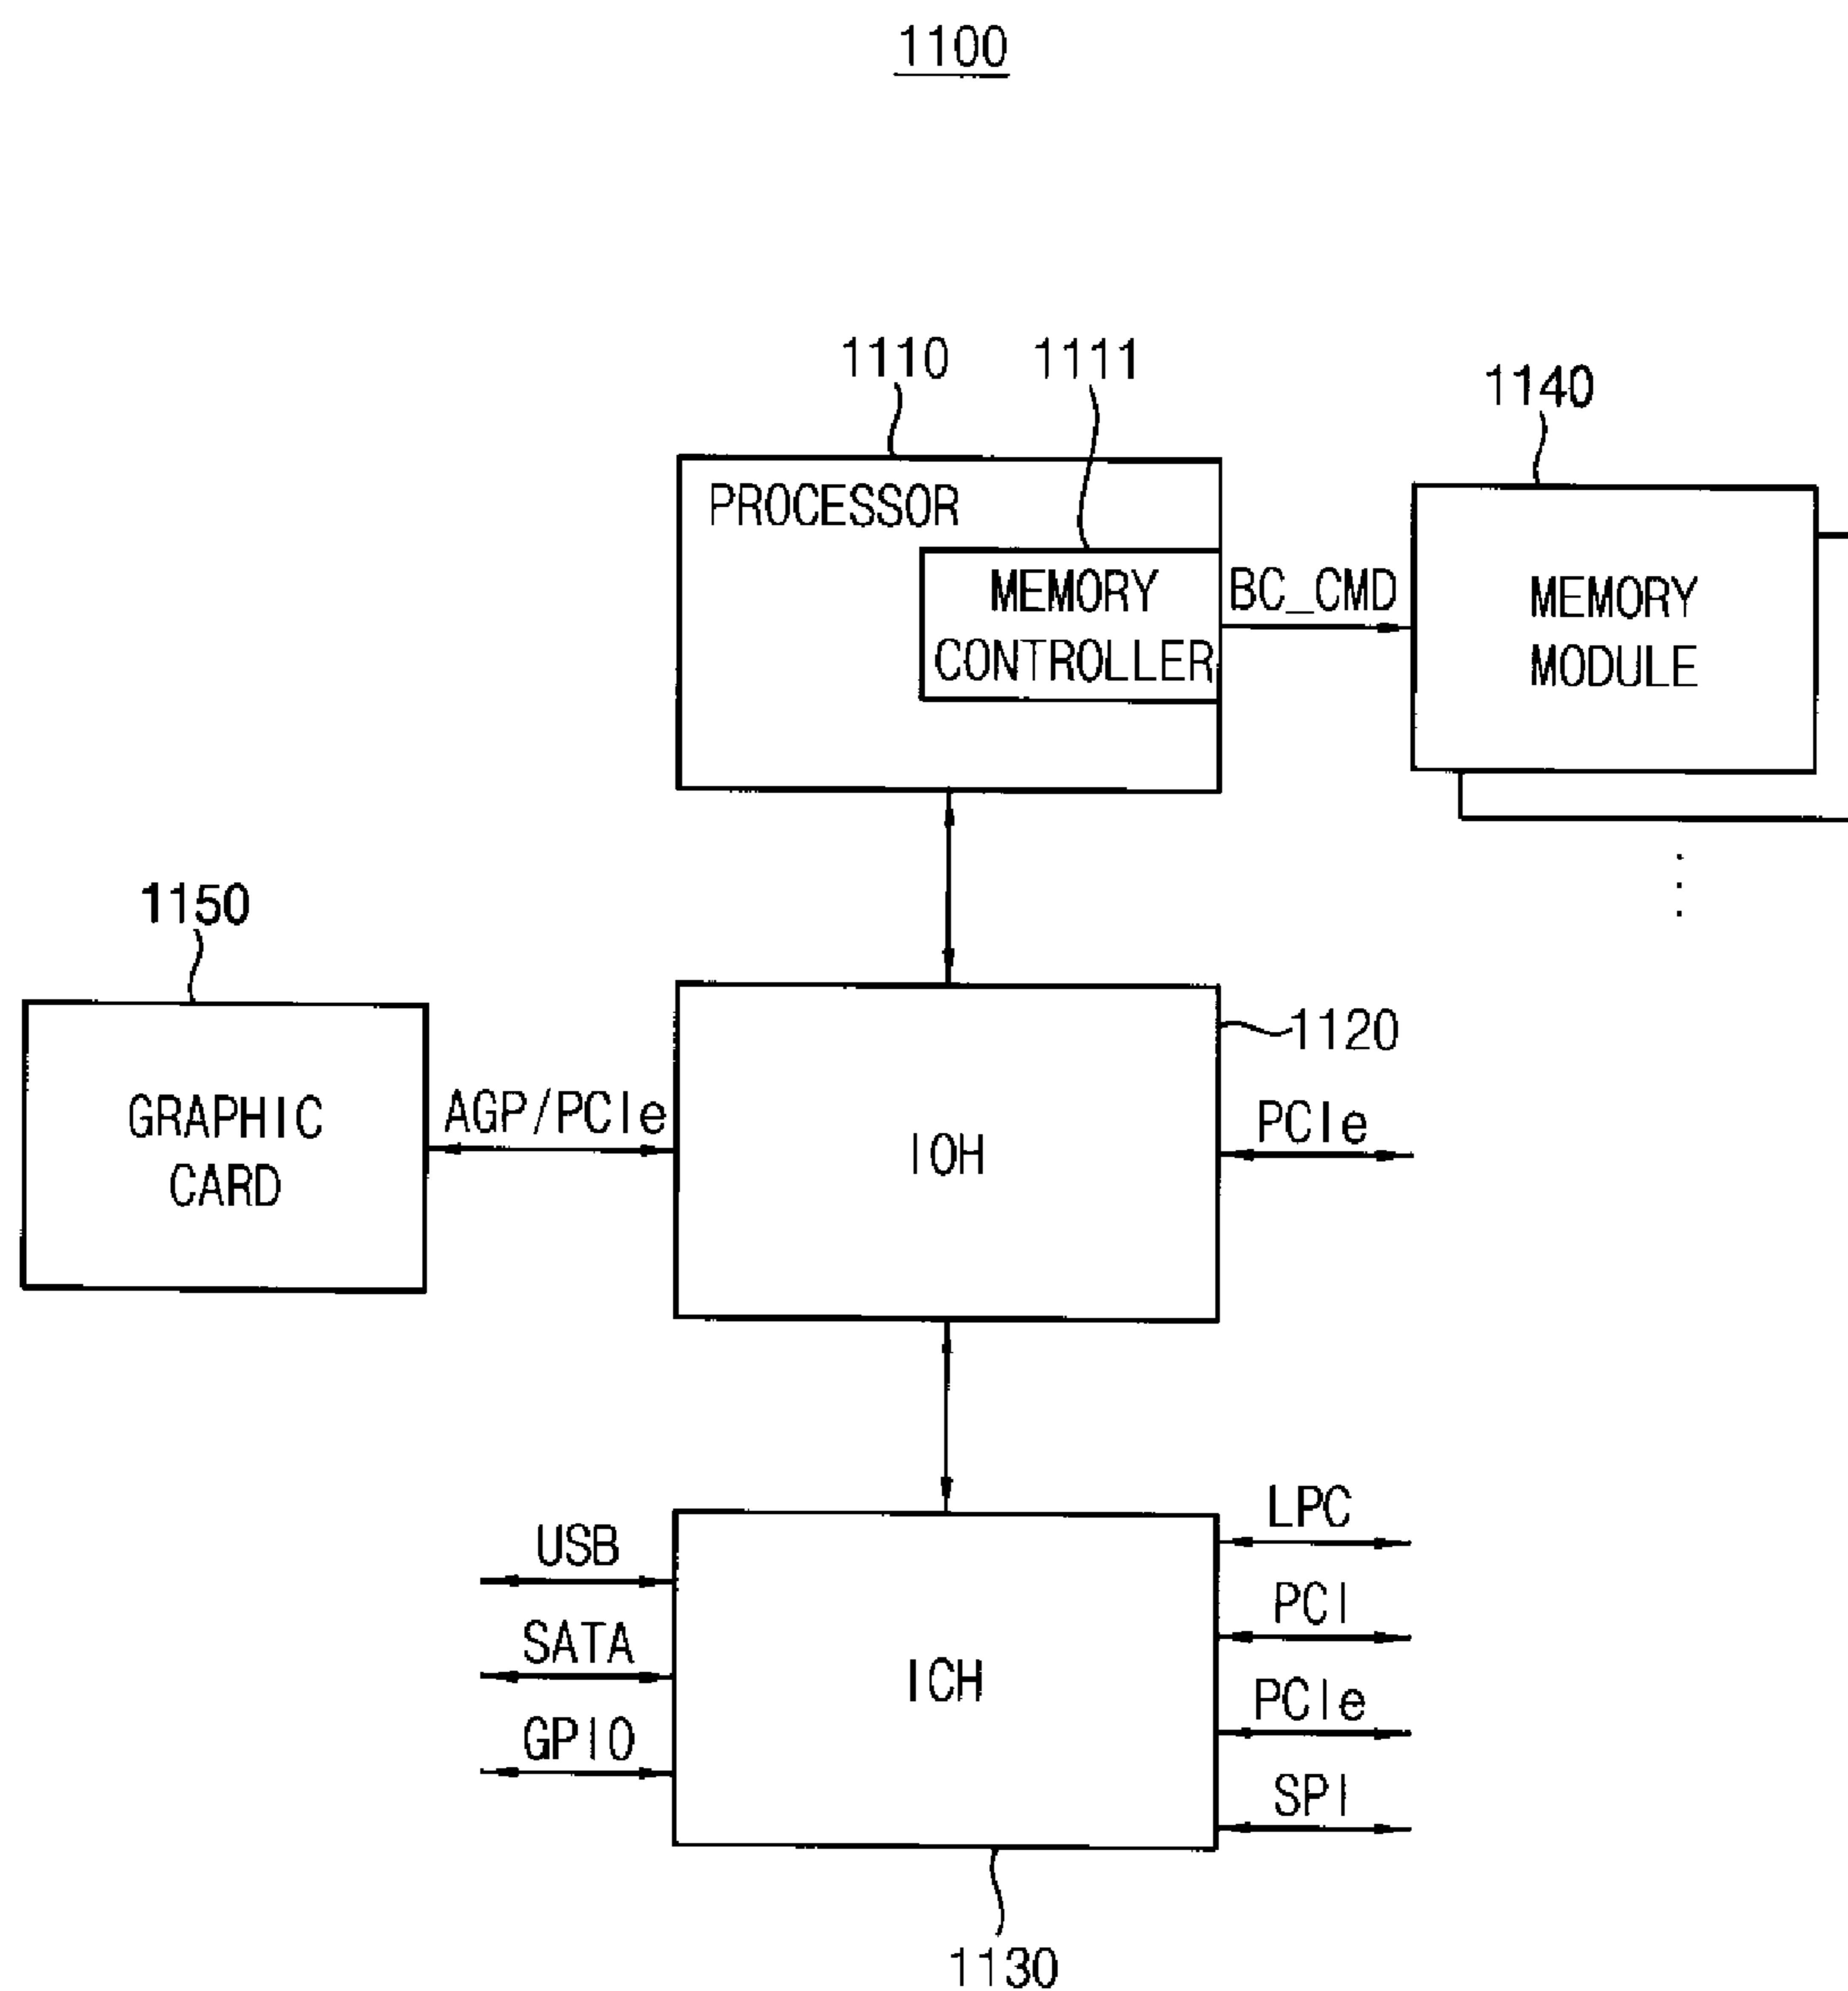 1100
1110
1111
1140
PROCESSOR
MEMORY
CONTROLLER
BC_CMD
MEMORY
MODULE
1150
1120
GRAPHIC
CARD
AGP/PCIe
IOH
PCIe
USB
SATA
GPIO
ICH
LPC
PCI
PCIe
SPI
1130